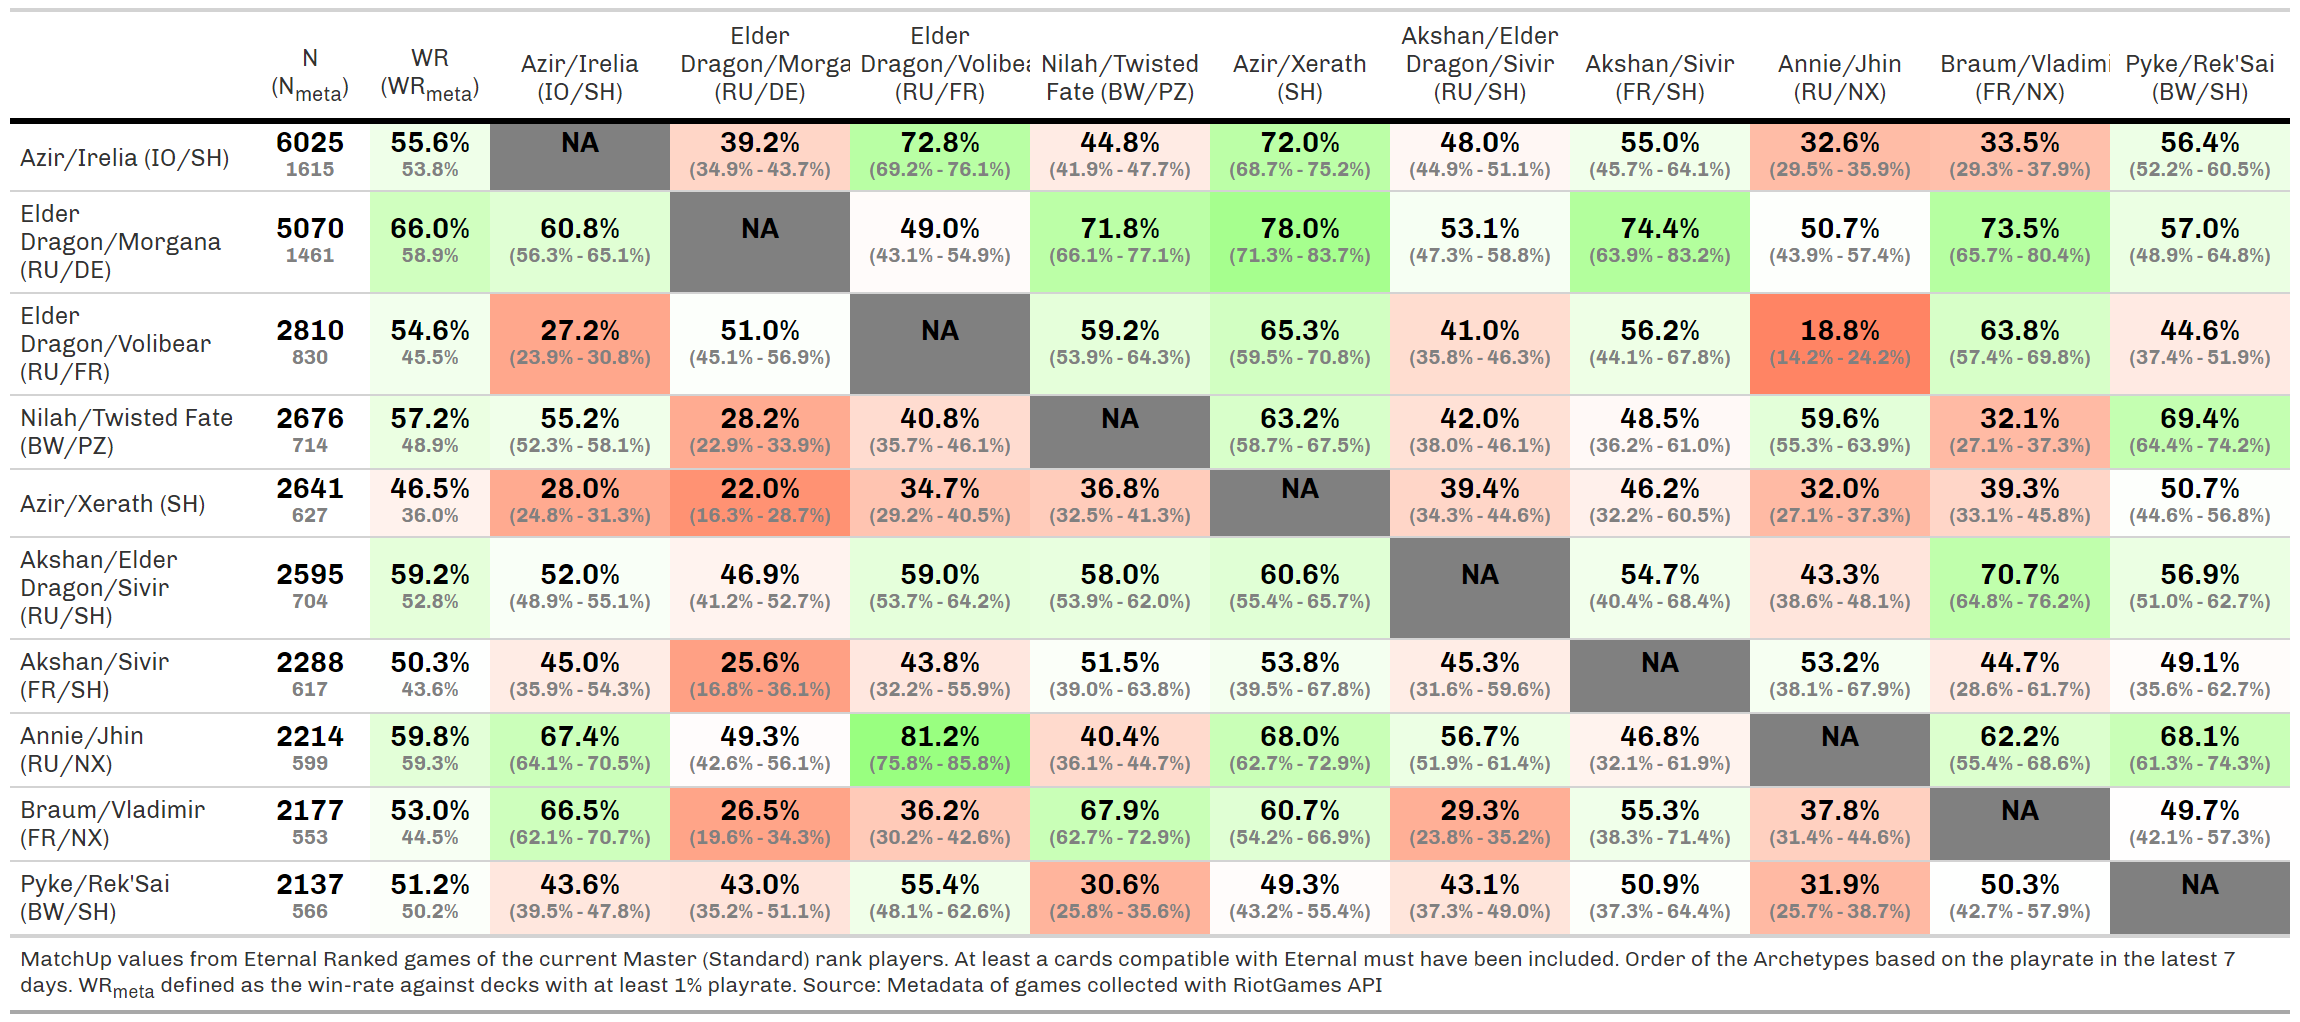 N (N_meta) WR (WR_meta) Azir/Irelia (IO/SH) Elder Dragon/Morga (RU/DE) Elder Dragon/Volibea (RU/FR) Nilah/Twisted Fate (BW/PZ) Azir/Xerath (SH) Akshan/Elder Dragon/Sivir (RU/SH) Akshan/Sivir (FR/SH) Annie/Jhin (RU/NX) Braum/Vladimi (FR/NX) Pyke/Rek'Sai (BW/SH)
Azir/Irelia (IO/SH) 6025 55.6% NA 39.2% 72.8% 44.8% 72.0% 48.0% 55.0% 32.6% 33.5% 56.4%
1615 53.8% (34.9% - 43.7%) (69.2% - 76.1%) (41.9% - 47.7%) (68.7% - 75.2%) (44.9% - 51.1%) (45.7% - 64.1%) (29.5% - 35.9%) (29.3% - 37.9%) (52.2% - 60.5%)
Elder Dragon/Morgana (RU/DE) 5070 66.0% 60.8% NA 49.0% 71.8% 78.0% 53.1% 74.4% 50.7% 73.5% 57.0%
1461 58.9% (56.3% - 65.1%) (43.1% - 54.9%) (66.1% - 77.1%) (71.3% - 83.7%) (47.3% - 58.8%) (63.9% - 83.2%) (43.9% - 57.4%) (65.7% - 80.4%) (48.9% - 64.8%)
Elder Dragon/Volibear (RU/FR) 2810 54.6% 27.2% 51.0% NA 59.2% 65.3% 41.0% 56.2% 18.8% 63.8% 44.6%
830 45.5% (23.9% - 30.8%) (45.1% - 56.9%) (53.9% - 64.3%) (59.5% - 70.8%) (35.8% - 46.3%) (44.1% - 67.8%) (14.2% - 24.2%) (57.4% - 69.8%) (37.4% - 51.9%)
Nilah/Twisted Fate (BW/PZ) 2676 57.2% 55.2% 28.2% 40.8% NA 63.2% 42.0% 48.5% 59.6% 32.1% 69.4%
714 48.9% (52.3% - 58.1%) (22.9% - 33.9%) (35.7% - 46.1%) (58.7% - 67.5%) (38.0% - 46.1%) (36.2% - 61.0%) (55.3% - 63.9%) (27.1% - 37.3%) (64.4% - 74.2%)
Azir/Xerath (SH) 2641 46.5% 28.0% 22.0% 34.7% 36.8% NA 39.4% 46.2% 32.0% 39.3% 50.7%
627 36.0% (24.8% - 31.3%) (16.3% - 28.7%) (29.2% - 40.5%) (32.5% - 41.3%) (34.3% - 44.6%) (32.2% - 60.5%) (27.1% - 37.3%) (33.1% - 45.8%) (44.6% - 56.8%)
Akshan/Elder Dragon/Sivir (RU/SH) 2595 59.2% 52.0% 46.9% 59.0% 58.0% 60.6% NA 54.7% 43.3% 70.7% 56.9%
704 52.8% (48.9% - 55.1%) (41.2% - 52.7%) (53.7% - 64.2%) (53.9% - 62.0%) (55.4% - 65.7%) (40.4% - 68.4%) (38.6% - 48.1%) (64.8% - 76.2%) (51.0% - 62.7%)
Akshan/Sivir (FR/SH) 2288 50.3% 45.0% 25.6% 43.8% 51.5% 53.8% 45.3% NA 53.2% 44.7% 49.1%
617 43.6% (35.9% - 54.3%) (16.8% - 36.1%) (32.2% - 55.9%) (39.0% - 63.8%) (39.5% - 67.8%) (31.6% - 59.6%) (38.1% - 67.9%) (28.6% - 61.7%) (35.6% - 62.7%)
Annie/Jhin (RU/NX) 2214 59.8% 67.4% 49.3% 81.2% 40.4% 68.0% 56.7% 46.8% NA 62.2% 68.1%
599 59.3% (64.1% - 70.5%) (42.6% - 56.1%) (75.8% - 85.8%) (36.1% - 44.7%) (62.7% - 72.9%) (51.9% - 61.4%) (32.1% - 61.9%) (55.4% - 68.6%) (61.3% - 74.3%)
Braum/Vladimir (FR/NX) 2177 53.0% 66.5% 26.5% 36.2% 67.9% 60.7% 29.3% 55.3% 37.8% NA 49.7%
553 44.5% (62.1% - 70.7%) (19.6% - 34.3%) (30.2% - 42.6%) (62.7% - 72.9%) (54.2% - 66.9%) (23.8% - 35.2%) (38.3% - 71.4%) (31.4% - 44.6%) (42.1% - 57.3%)
Pyke/Rek'Sai (BW/SH) 2137 51.2% 43.6% 43.0% 55.4% 30.6% 49.3% 43.1% 50.9% 31.9% 50.3% NA
566 50.2% (39.5% - 47.8%) (35.2% - 51.1%) (48.1% - 62.6%) (25.8% - 35.6%) (43.2% - 55.4%) (37.3% - 49.0%) (37.3% - 64.4%) (25.7% - 38.7%) (42.7% - 57.9%)
MatchUp values from Eternal Ranked games of the current Master (Standard) rank players. At least a cards compatible with Eternal must have been included. Order of the Archetypes based on the playrate in the latest 7
days. WR_meta defined as the win-rate against decks with at least 1% playrate. Source: Metadata of games collected with RiotGames API